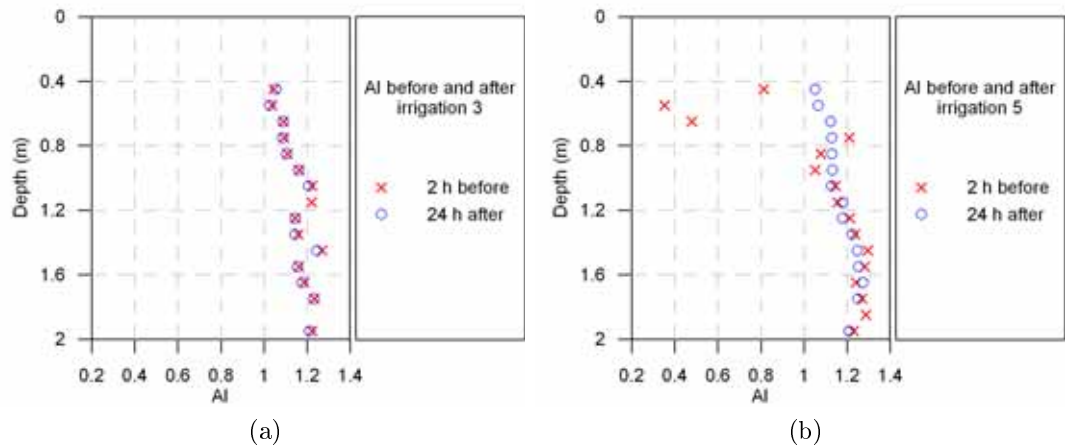 0
0.4
0.8
1.2
1.6
2
Depth (m)
0.2 0.4 0.6 0.8 1 1.2 1.4
AI
AI before and after
irrigation 3
2 h before
24 h after
(a)
0
0.4
0.8
1.2
1.6
2
Depth (m)
0.2 0.4 0.6 0.8 1 1.2 1.4
AI
AI before and after
irrigation 5
2 h before
24 h after
(b)